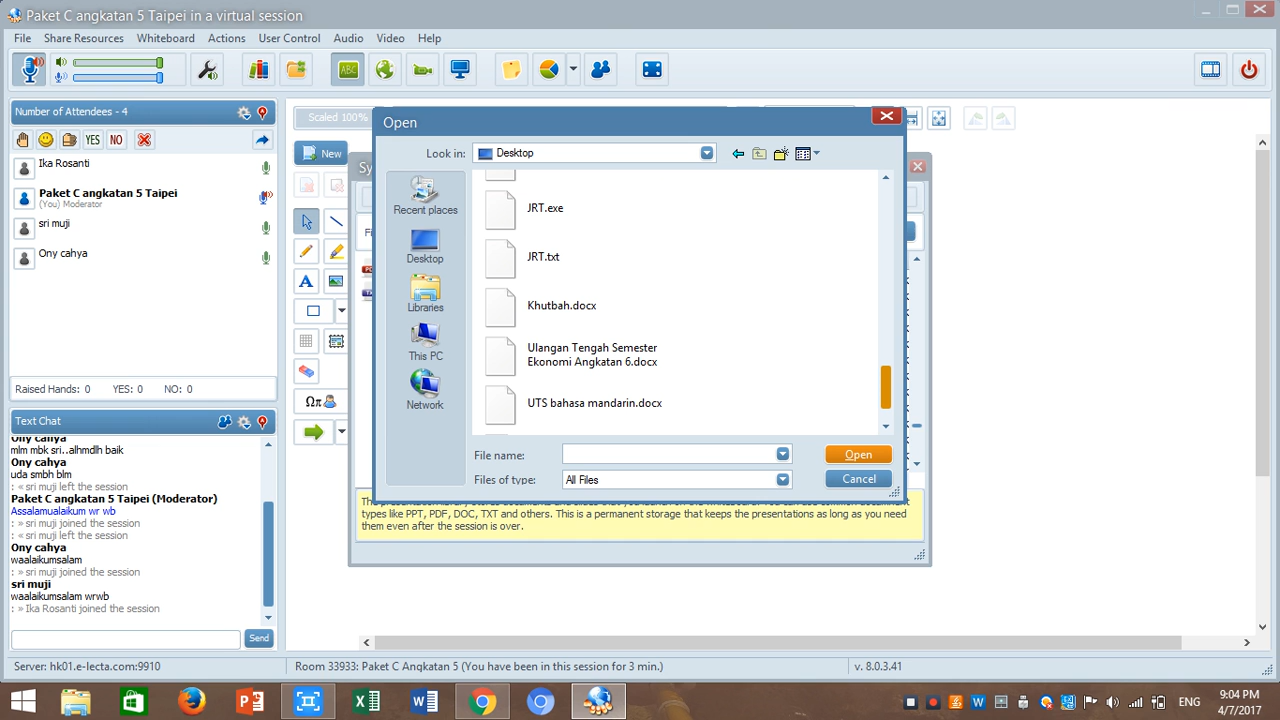 Paket C angkatan 5 Taipei in a virtual session
File Share Resources Whiteboard Actions User Control Audio Video Help
ABC
Number of Attendees - 4
YES NO
Ika Rosanti
Paket C angkatan 5 Taipei
(You) Moderator
sri muji
Ony cahya
Raised Hands: 0 YES: 0 NO: 0
Text Chat
Ony cahya
mlm mbk sri..alhmdlh baik
Ony cahya
uda smbh blm
: « sri muji left the session
Paket C angkatan 5 Taipei (Moderator)
Assalamualaikum wr wb
: » sri muji joined the session
: « sri muji left the session
Ony cahya
waalaikumsalam
: » sri muji joined the session
sri muji
waalaikumsalam wrwb
: » Ika Rosanti joined the session
Send
Scaled 100%
New
A
Ωπ
Open
Look in: Desktop
Recent places
Desktop
Libraries
This PC
Network
JRT.exe
JRT.txt
Khutbah.docx
Ulangan Tengah Semester
Ekonomi Angkatan 6.docx
UTS bahasa mandarin.docx
File name: Open
Files of type: All Files Cancel
types like PPT, PDF, DOC, TXT and others. This is a permanent storage that keeps the presentations as long as you need
them even after the session is over.
Server: hk01.e-lecta.com:9910 Room 33933: Paket C Angkatan 5 (You have been in this session for 3 min.) v. 8.0.3.41
ENG
9:04 PM
4/7/2017